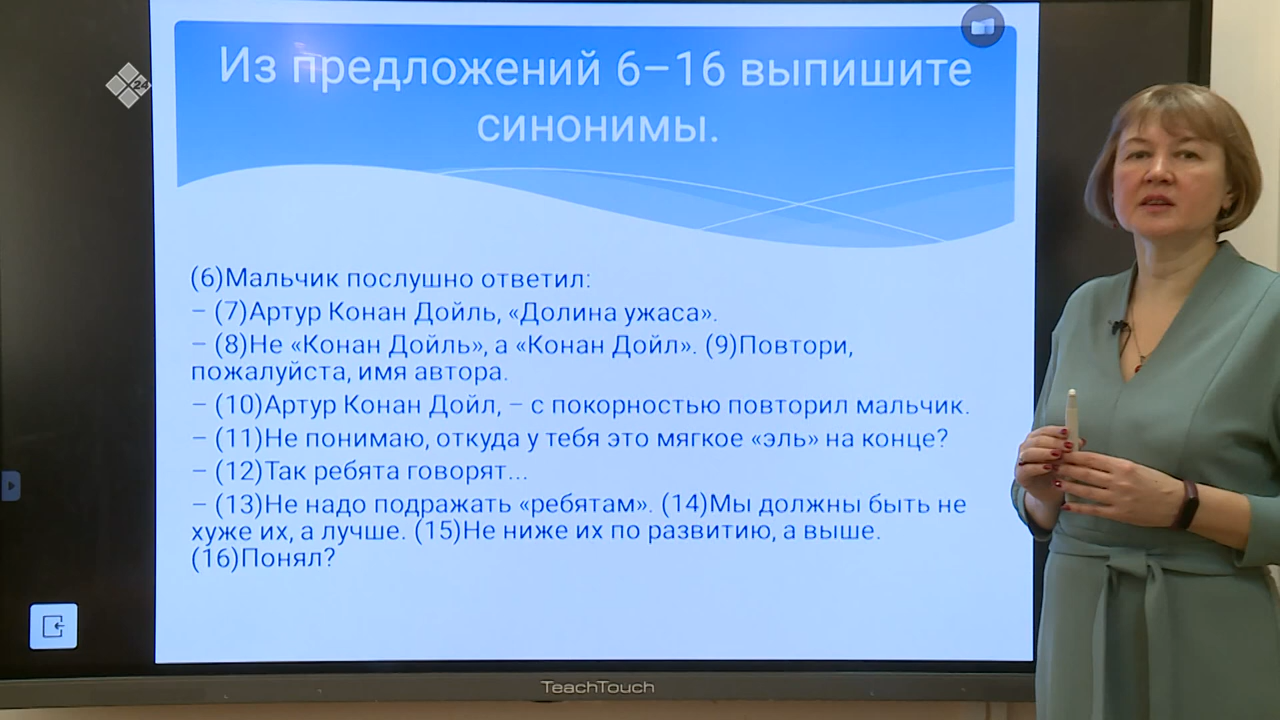 Из предложений 6–16 выпишите
синонимы.
24
(6)Мальчик послушно ответил:
– (7)Артур Конан Дойль, «Долина ужаса».
– (8)Не «Конан Дойль», а «Конан Дойл». (9)Повтори,
пожалуйста, имя автора.
– (10)Артур Конан Дойл, – с покорностью повторил мальчик.
– (11)Не понимаю, откуда у тебя это мягкое «эль» на конце?
– (12)Так ребята говорят...
– (13)Не надо подражать «ребятам». (14)Мы должны быть не
хуже их, а лучше. (15)Не ниже их по развитию, а выше.
(16)Понял?
TeachTouch